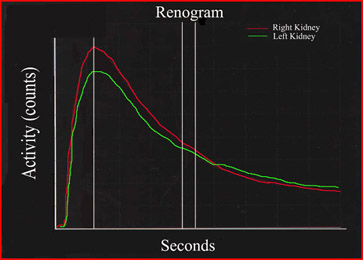 Renogram
Right Kidney
Left Kidney
Activity (counts)
Seconds